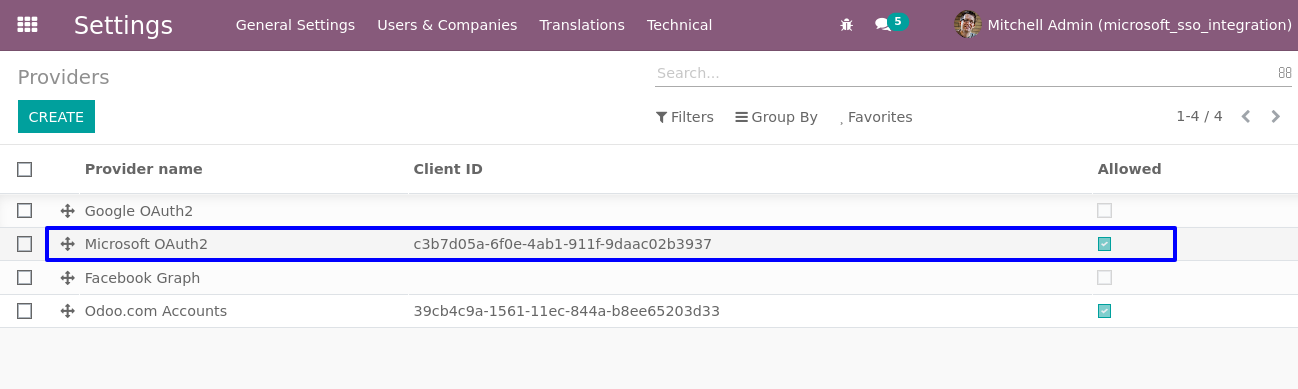 Settings General Settings Users & Companies Translations Technical 5 Mitchell Admin (microsoft_sso_integration)
Providers Search...
CREATE Filters Group By Favorites 1-4 / 4
Provider name Client ID Allowed
Google OAuth2
Microsoft OAuth2 c3b7d05a-6f0e-4ab1-911f-9daac02b3937
Facebook Graph
Odoo.com Accounts 39cb4c9a-1561-11ec-844a-b8ee65203d33